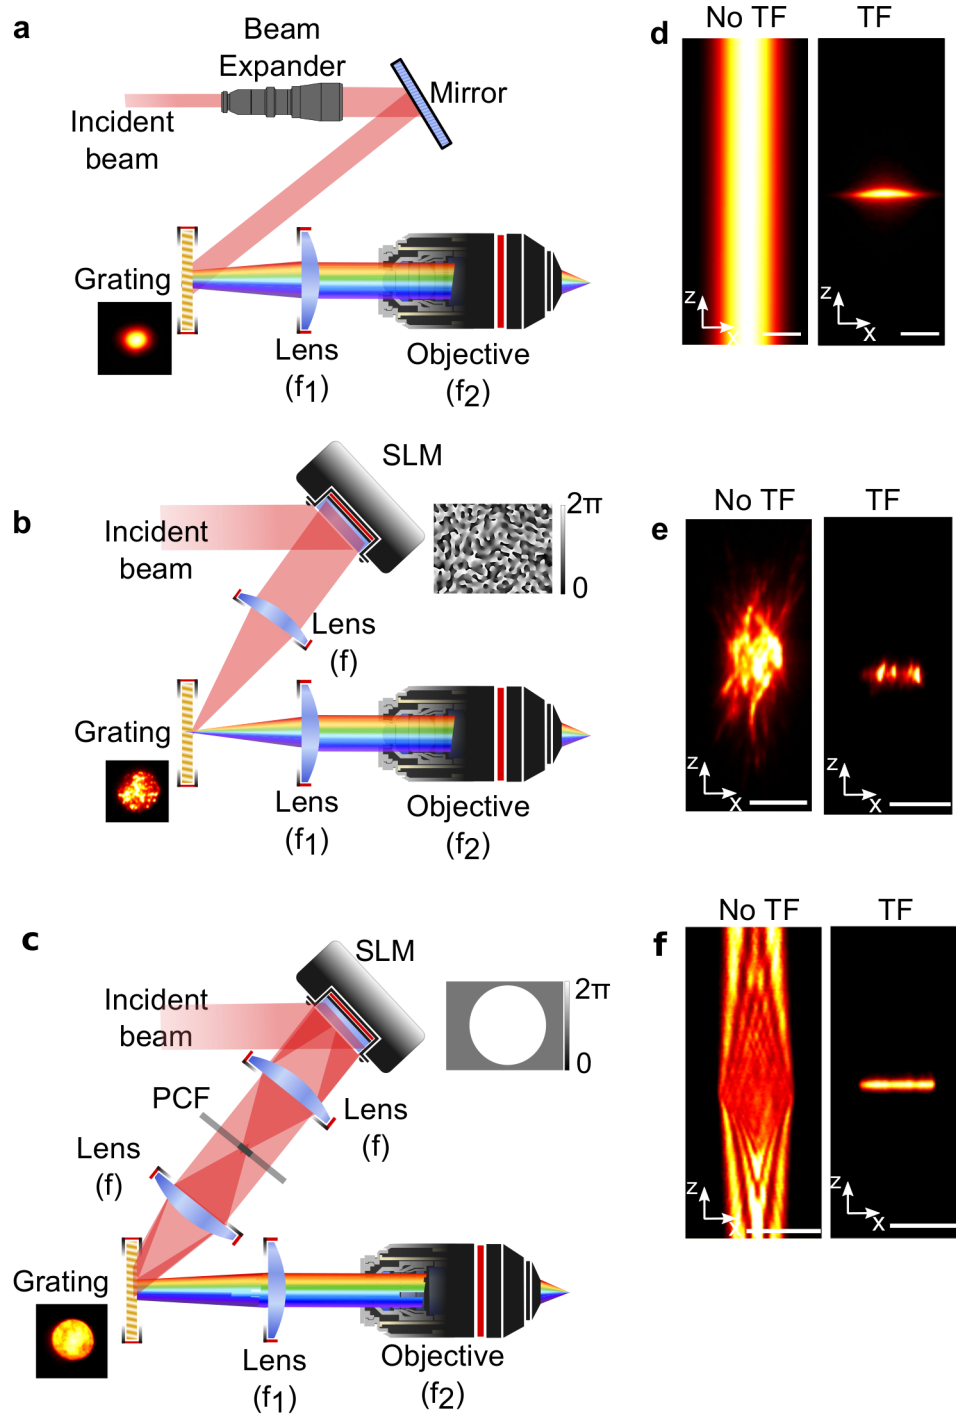 a
Beam
Expander
Incident
beam
Mirror
Grating
Lens
(f1)
Objective
(f2)
d
No TF
TF
z
x
z
x
b
SLM
Incident
beam
2π
0
Lens
(f)
Grating
Lens
(f1)
Objective
(f2)
e
No TF
TF
z
x
z
x
c
SLM
Incident
beam
2π
0
PCF
Lens
(f)
Lens
(f)
Grating
Lens
(f1)
Objective
(f2)
f
No TF
TF
z
x
z
x